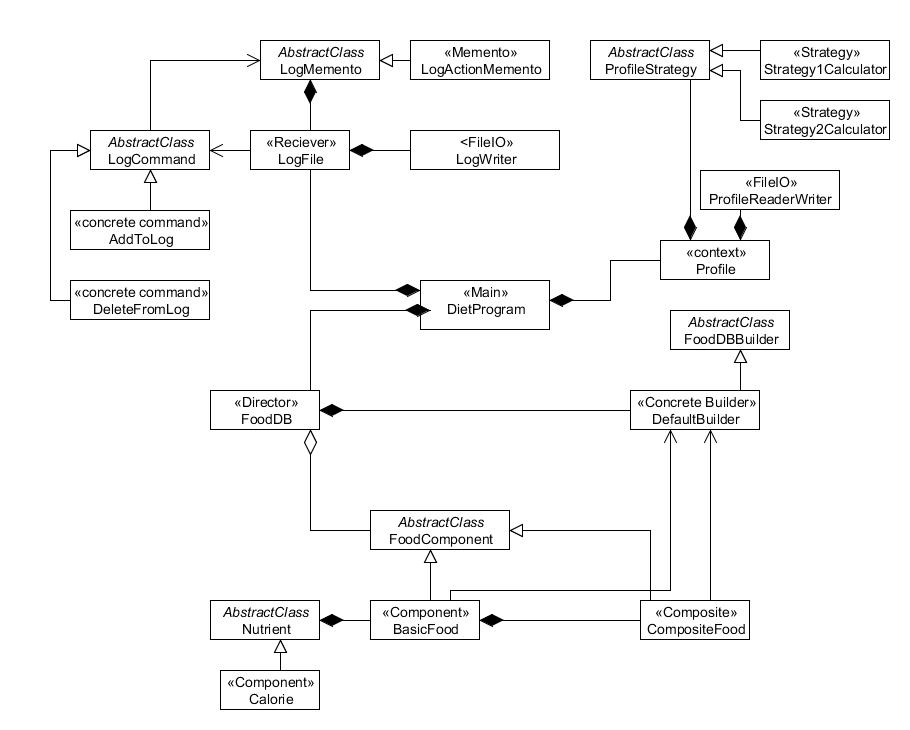 AbstractClass
LogMemento
«Memento»
LogActionMemento
AbstractClass
ProfileStrategy
«Strategy»
Strategy1Calculator
«Strategy»
Strategy2Calculator
AbstractClass
LogCommand
«Reciever»
LogFile
<FileIO»
LogWriter
«FileIO»
ProfileReaderWriter
«concrete command»
AddToLog
«context»
Profile
«concrete command»
DeleteFromLog
«Main»
DietProgram
AbstractClass
FoodDBBuilder
«Director»
FoodDB
«Concrete Builder»
DefaultBuilder
AbstractClass
FoodComponent
AbstractClass
Nutrient
«Component»
BasicFood
«Composite»
CompositeFood
«Component»
Calorie